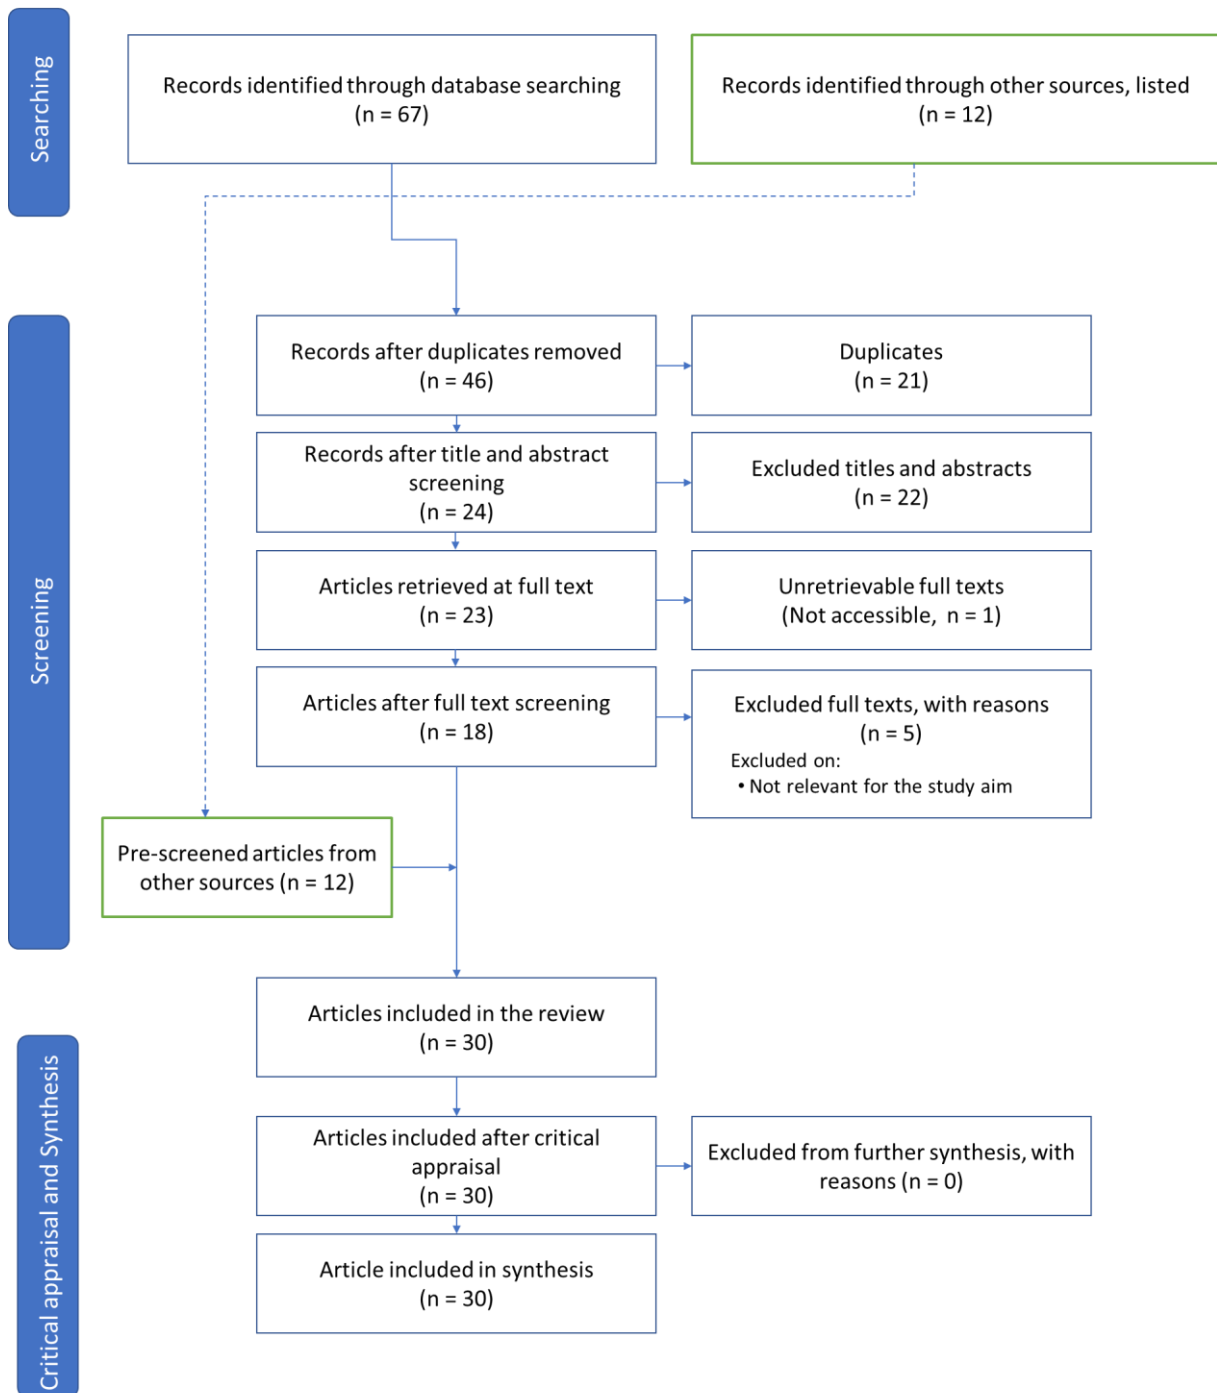 Searching
Records identified through database searching
(n = 67)
Records identified through other sources, listed
(n = 12)
Screening
Records after duplicates removed
(n = 46)
Duplicates
(n = 21)
Records after title and abstract
screening
(n = 24)
Excluded titles and abstracts
(n = 22)
Articles retrieved at full text
(n = 23)
Unretrievable full texts
(Not accessible, n = 1)
Articles after full text screening
(n = 18)
Excluded full texts, with reasons
(n = 5)
Excluded on:
• Not relevant for the study aim
Pre-screened articles from
other sources (n = 12)
Critical appraisal and Synthesis
Articles included in the review
(n = 30)
Articles included after critical
appraisal
(n = 30)
Excluded from further synthesis, with
reasons (n = 0)
Article included in synthesis
(n = 30)